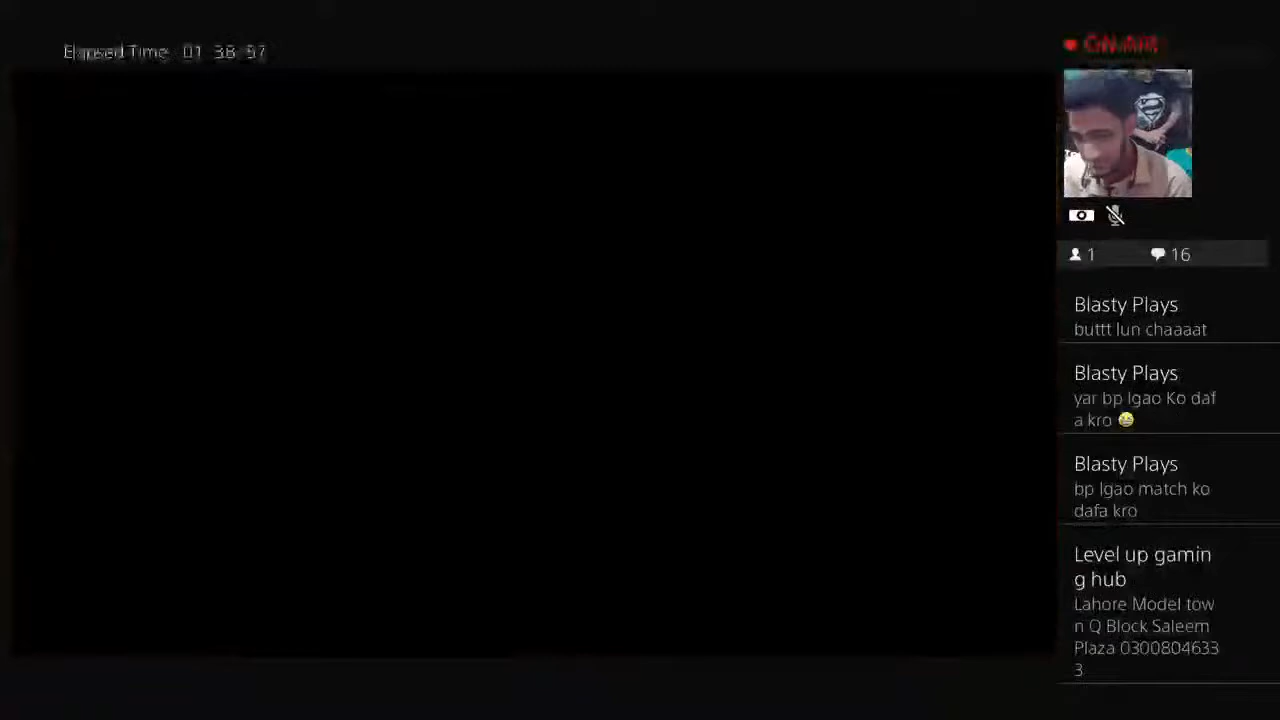 Elapsed Time 01 38 57
ON AIR
1
16
Blasty Plays
buttt lun chaaaat
Blasty Plays
yar bp lgao Ko daf
a kro 😆
Blasty Plays
bp lgao match ko
dafa kro
Level up gamin
g hub
Lahore Model tow
n Q Block Saleem
Plaza 0300804633
3